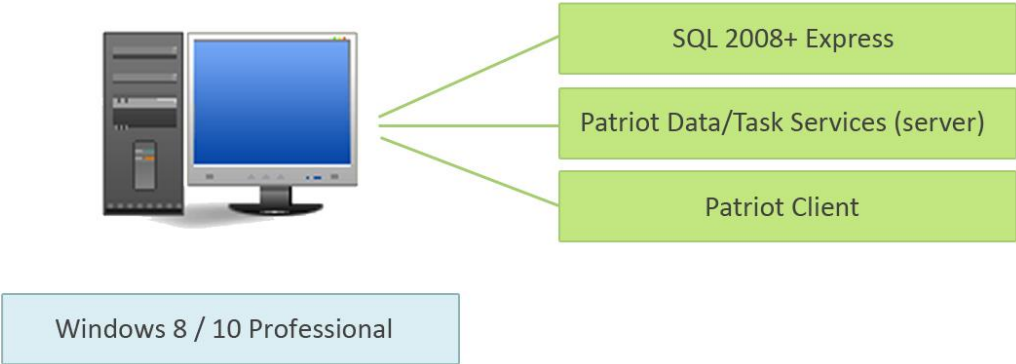 SQL 2008+ Express
Patriot Data/Task Services (server)
Patriot Client
Windows 8 / 10 Professional